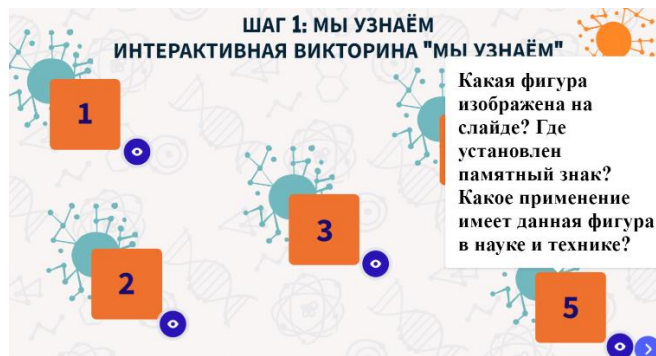 ШАГ 1: МЫ УЗНАЁМ
ИНТЕРАКТИВНАЯ ВИКТОРИНА "МЫ УЗНАЁМ"
1
Какая фигура
изображена на
слайде? Где
установлен
памятный знак?
Какое применение
имеет данная фигура
в науке и технике?
3
2
5